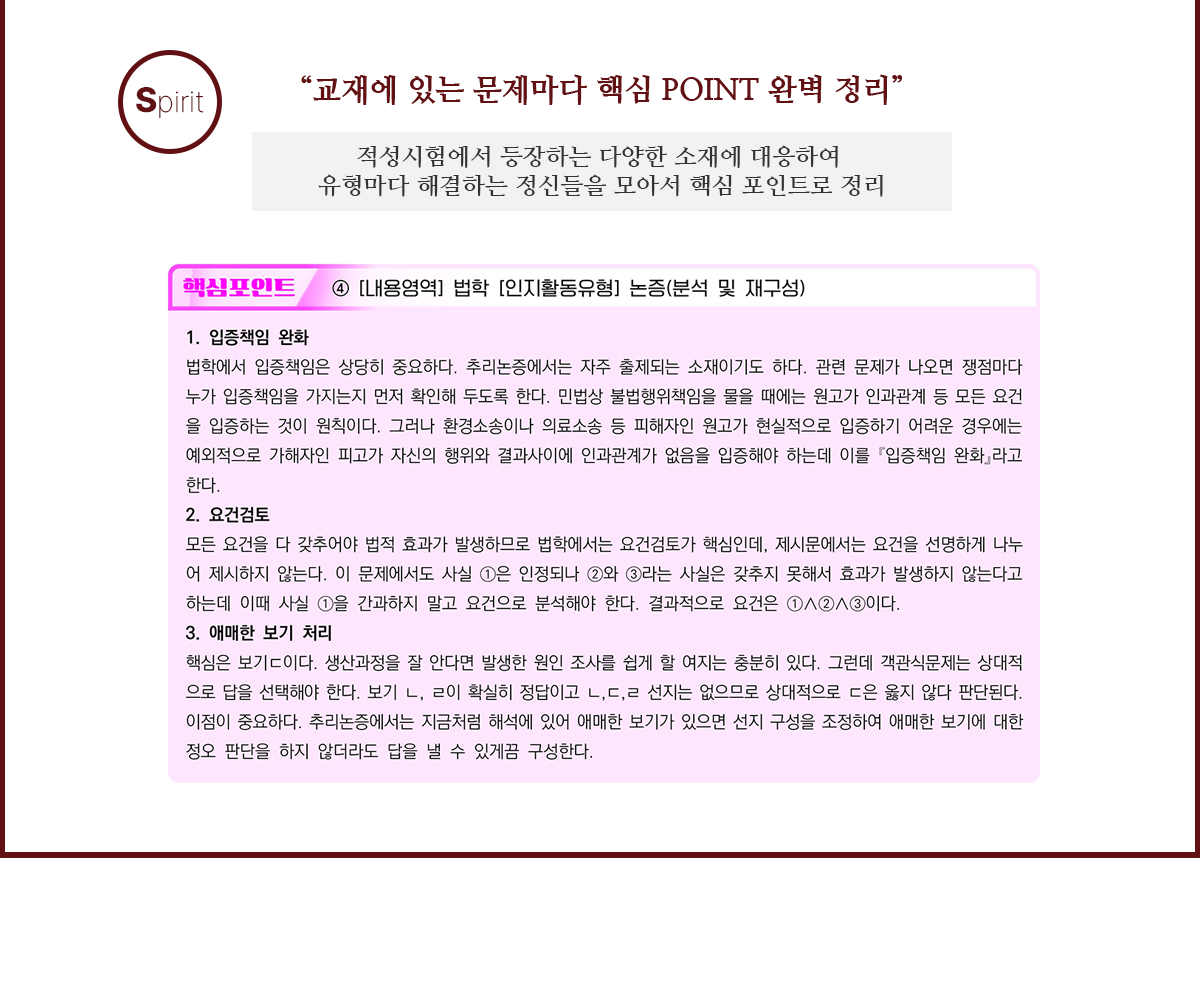 Spirit
“교재에 있는 문제마다 핵심 POINT 완벽 정리”
적성시험에서 등장하는 다양한 소재에 대응하여
유형마다 해결하는 정신들을 모아서 핵심 포인트로 정리
핵심포인트 ④ [내용영역] 법학 [인지활동유형] 논증(분석 및 재구성)
1. 입증책임 완화
법학에서 입증책임은 상당히 중요하다. 추리논증에서는 자주 출제되는 소재이기도 하다. 관련 문제가 나오면 쟁점마다
누가 입증책임을 가지는지 먼저 확인해 두도록 한다. 민법상 불법행위책임을 물을 때에는 원고가 인과관계 등 모든 요건
을 입증하는 것이 원칙이다. 그러나 환경소송이나 의료소송 등 피해자인 원고가 현실적으로 입증하기 어려운 경우에는
예외적으로 가해자인 피고가 자신의 행위와 결과사이에 인과관계가 없음을 입증해야 하는데 이를 『입증책임 완화』라고
한다.
2. 요건검토
모든 요건을 다 갖추어야 법적 효과가 발생하므로 법학에서는 요건검토가 핵심인데, 제시문에서는 요건을 선명하게 나누
어 제시하지 않는다. 이 문제에서도 사실 ①은 인정되나 ②와 ③라는 사실은 갖추지 못해서 효과가 발생하지 않는다고
하는데 이때 사실 ①을 간과하지 말고 요건으로 분석해야 한다. 결과적으로 요건은 ①∧②∧③이다.
3. 애매한 보기 처리
핵심은 보기ㄷ이다. 생산과정을 잘 안다면 발생한 원인 조사를 쉽게 할 여지는 충분히 있다. 그런데 객관식문제는 상대적
으로 답을 선택해야 한다. 보기 ㄴ, ㄹ이 확실히 정답이고 ㄴ,ㄷ,ㄹ 선지는 없으므로 상대적으로 ㄷ은 옳지 않다 판단된다.
이점이 중요하다. 추리논증에서는 지금처럼 해석에 있어 애매한 보기가 있으면 선지 구성을 조정하여 애매한 보기에 대한
정오 판단을 하지 않더라도 답을 낼 수 있게끔 구성한다.